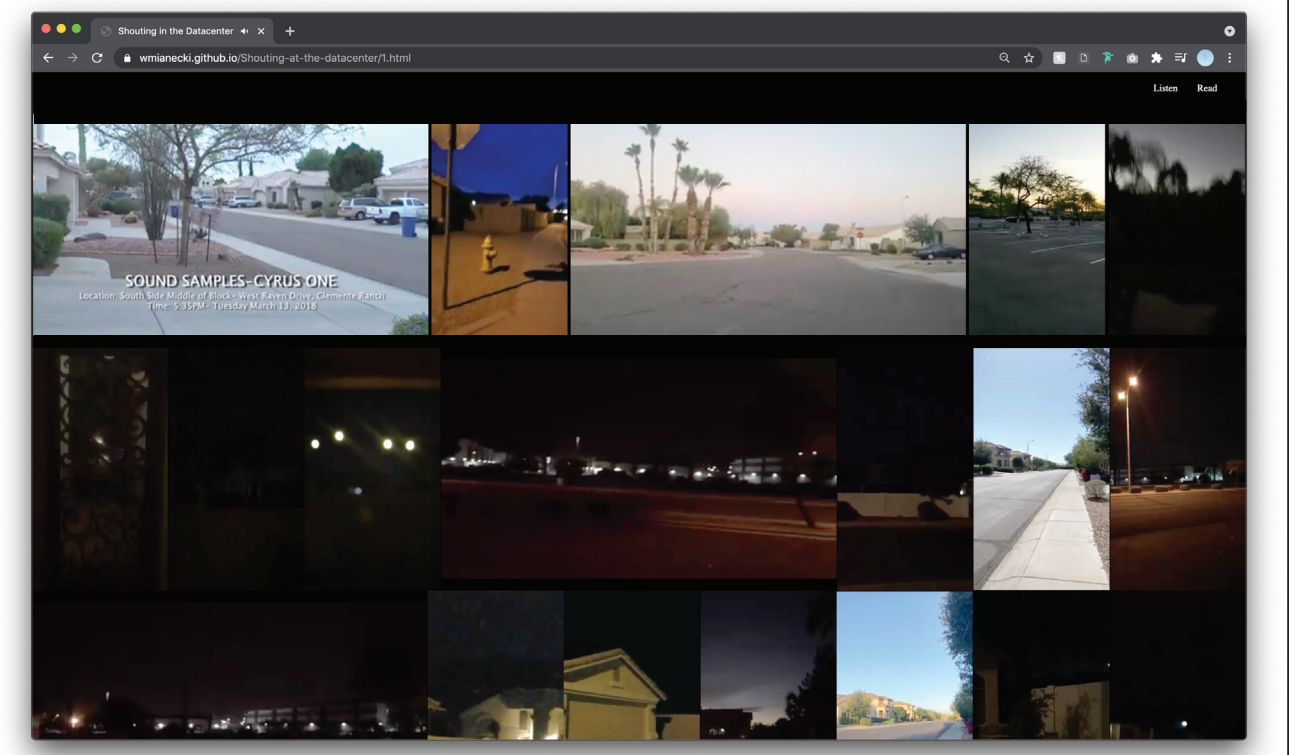 Shouting in the Datacenter
wmianecki.github.io/Shouting-at-the-datacenter/1.html
Listen Read
SOUND SAMPLES-CYRUS ONE
Location: South Side Middle of Block- West Raven Drive, Clemente Ranch
Time: 5:35PM- Tuesday March 13, 2018